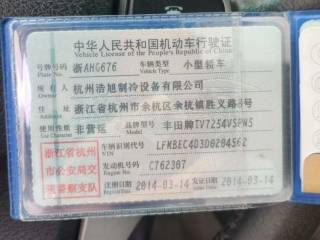 中华人民共和国机动车行驶证
Vehicle License of the People's Republic of China
号牌号码 浙AHG676 车辆类型 小型轿车
Plate No. Vehicle Type
所有人 杭州浩旭制冷设备有限公司
Owner
住址 浙江省杭州市余杭区余杭镇胜义路3号
Address
使用性质 非营运 品牌型号 丰田牌TV7254VSPW5
Use Character Model
浙江省杭州
市公安局交
通警察支队
车辆识别代号 LFMBEC4D3D0204562
VIN
发动机号码 C762307
Engine No.
注册日期 2014-03-14 发证日期 2014-03-14
Register Date Issue Date